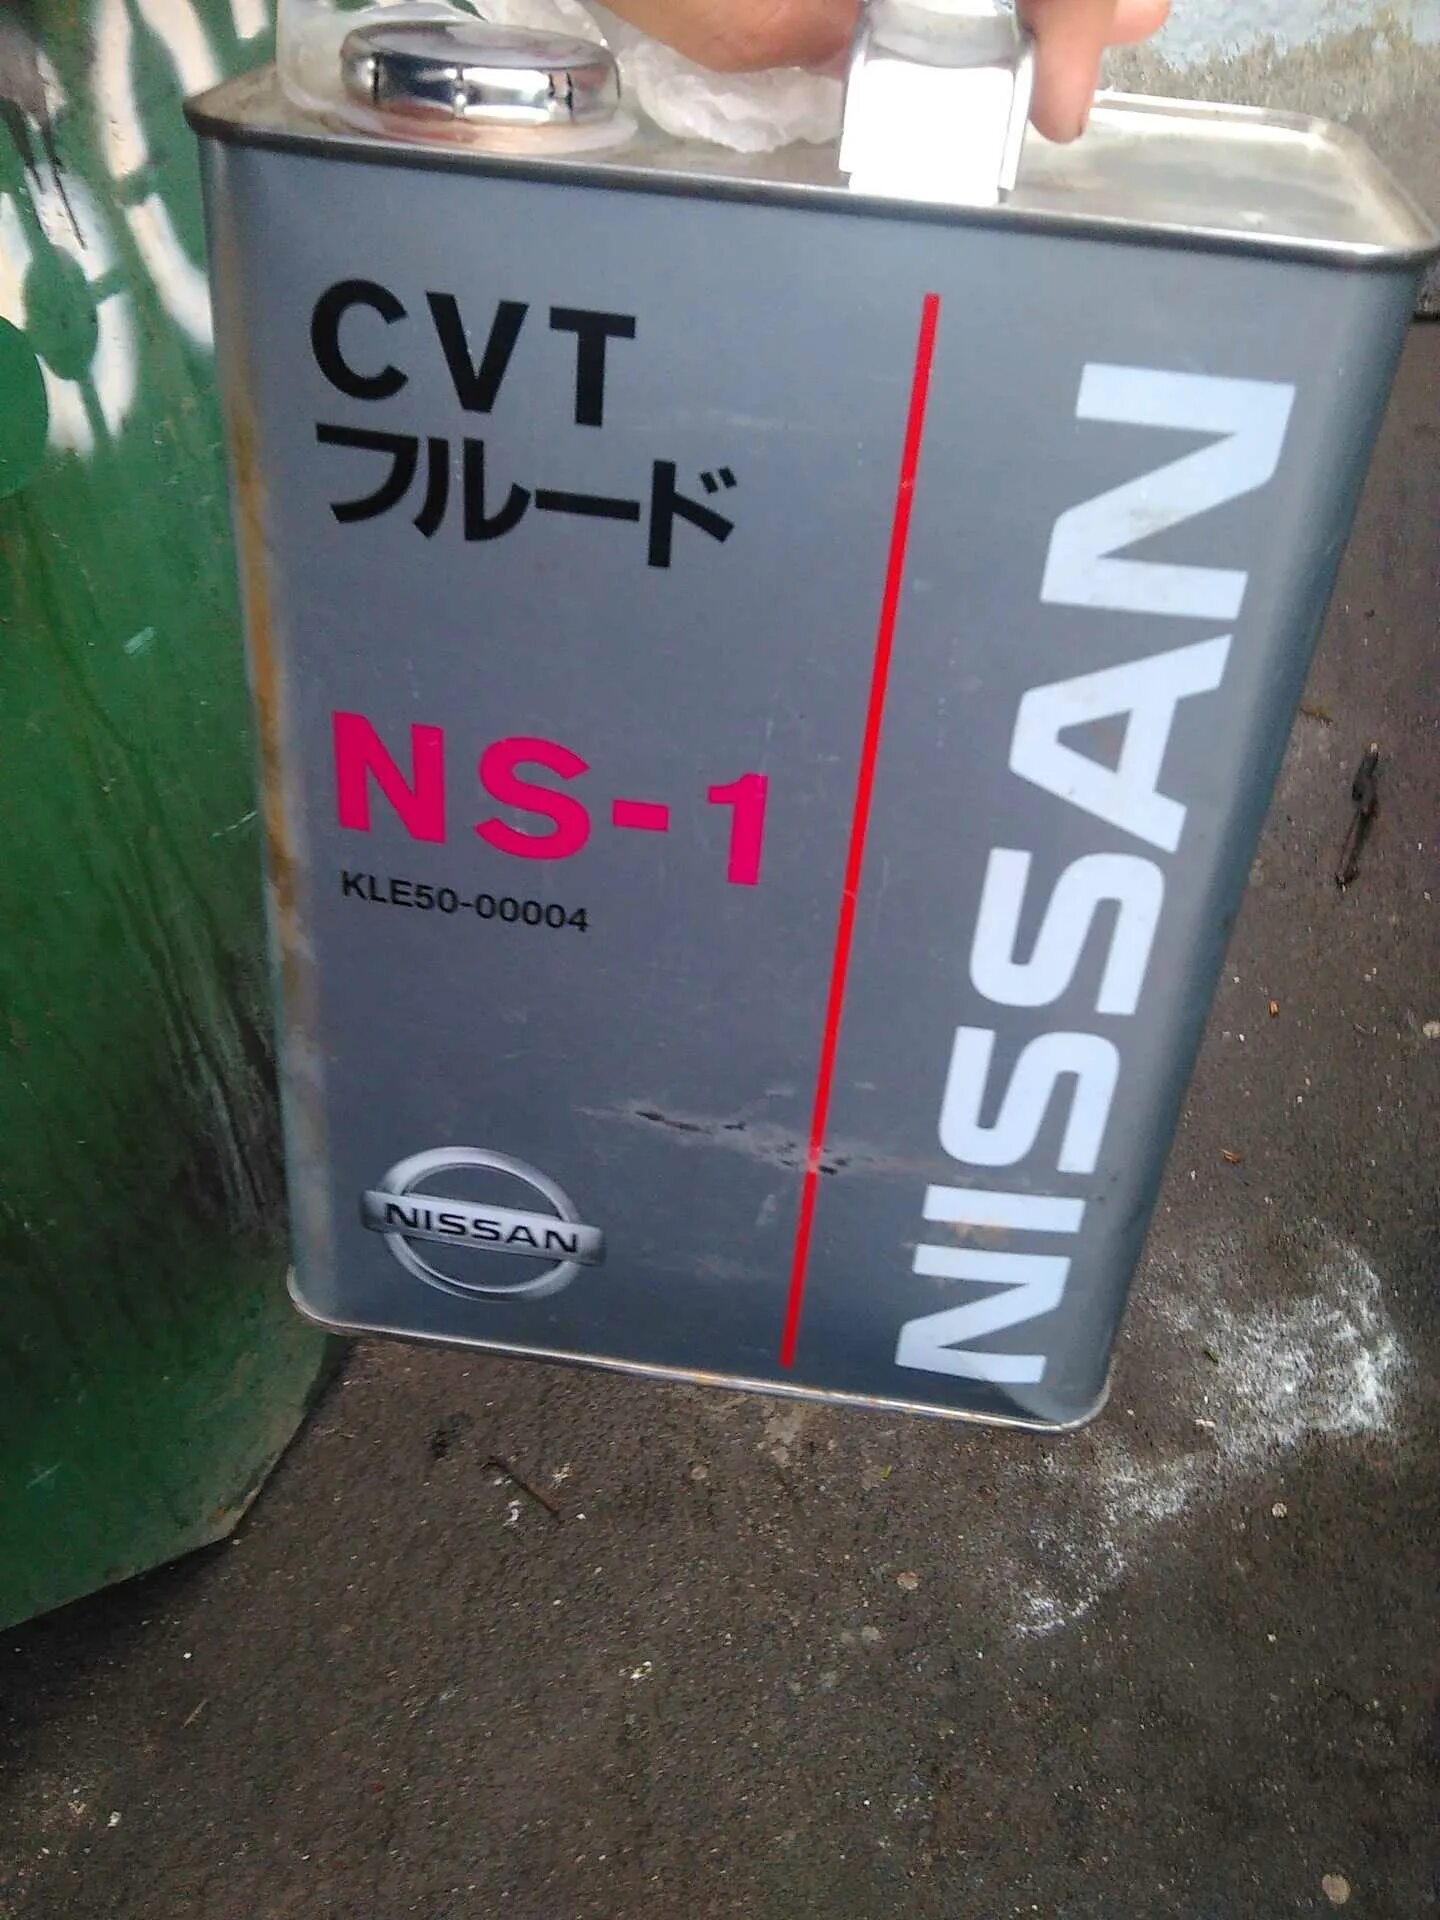 CVT
フルード
NS-1
KLE50-00004
NISSAN
NISSAN